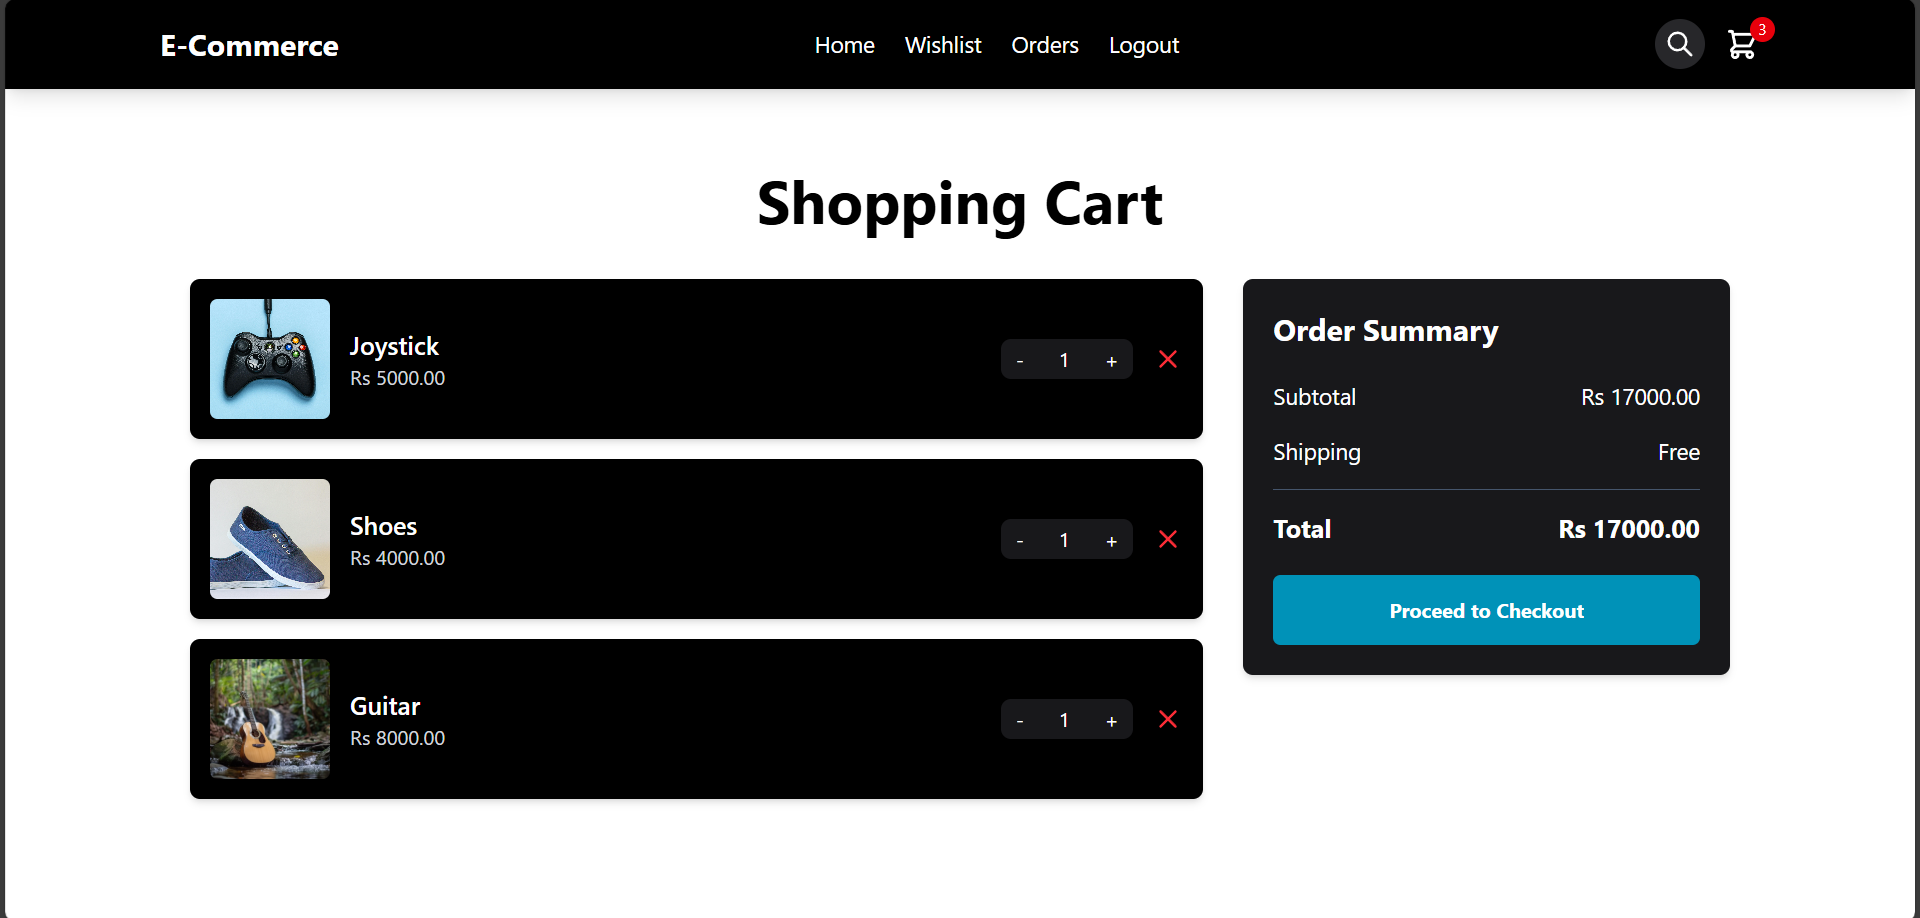 E-Commerce
Home Wishlist Orders Logout
3
Shopping Cart
Joystick
Rs 5000.00
- 1 +
Shoes
Rs 4000.00
- 1 +
Guitar
Rs 8000.00
- 1 +
Order Summary
Subtotal Rs 17000.00
Shipping Free
Total Rs 17000.00
Proceed to Checkout